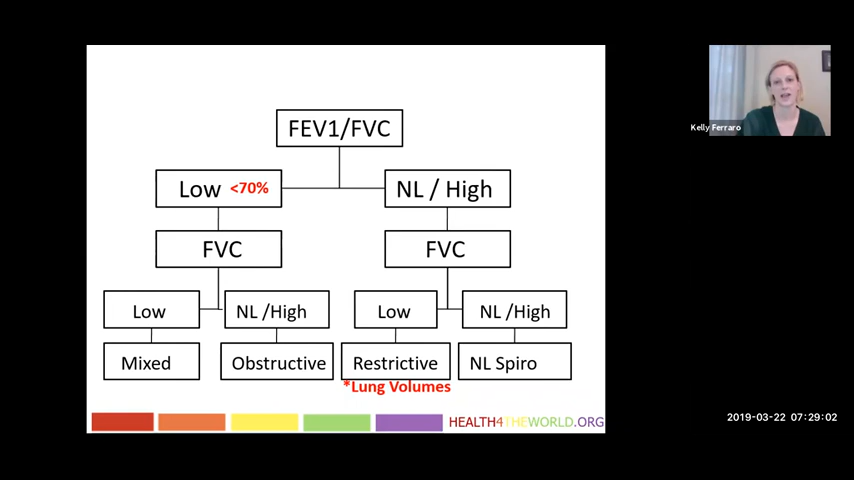 FEV1/FVC
Kelly Ferraro
Low <70%
NL / High
FVC
FVC
Low
NL /High
Low
NL /High
Mixed
Obstructive
Restrictive
NL Spiro
*Lung Volumes
HEALTH4THEWORLD.ORG
2019-03-22 07:29:02